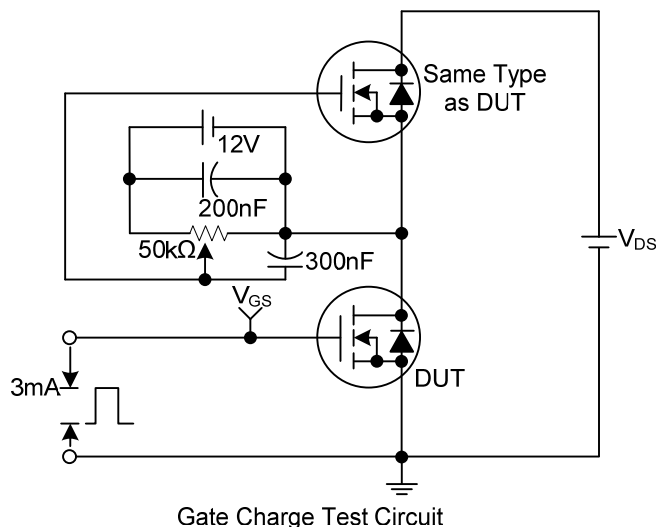 Same Type
as DUT
12V
200nF
50kΩ
300nF
V_DS
V_GS
3mA
DUT
Gate Charge Test Circuit